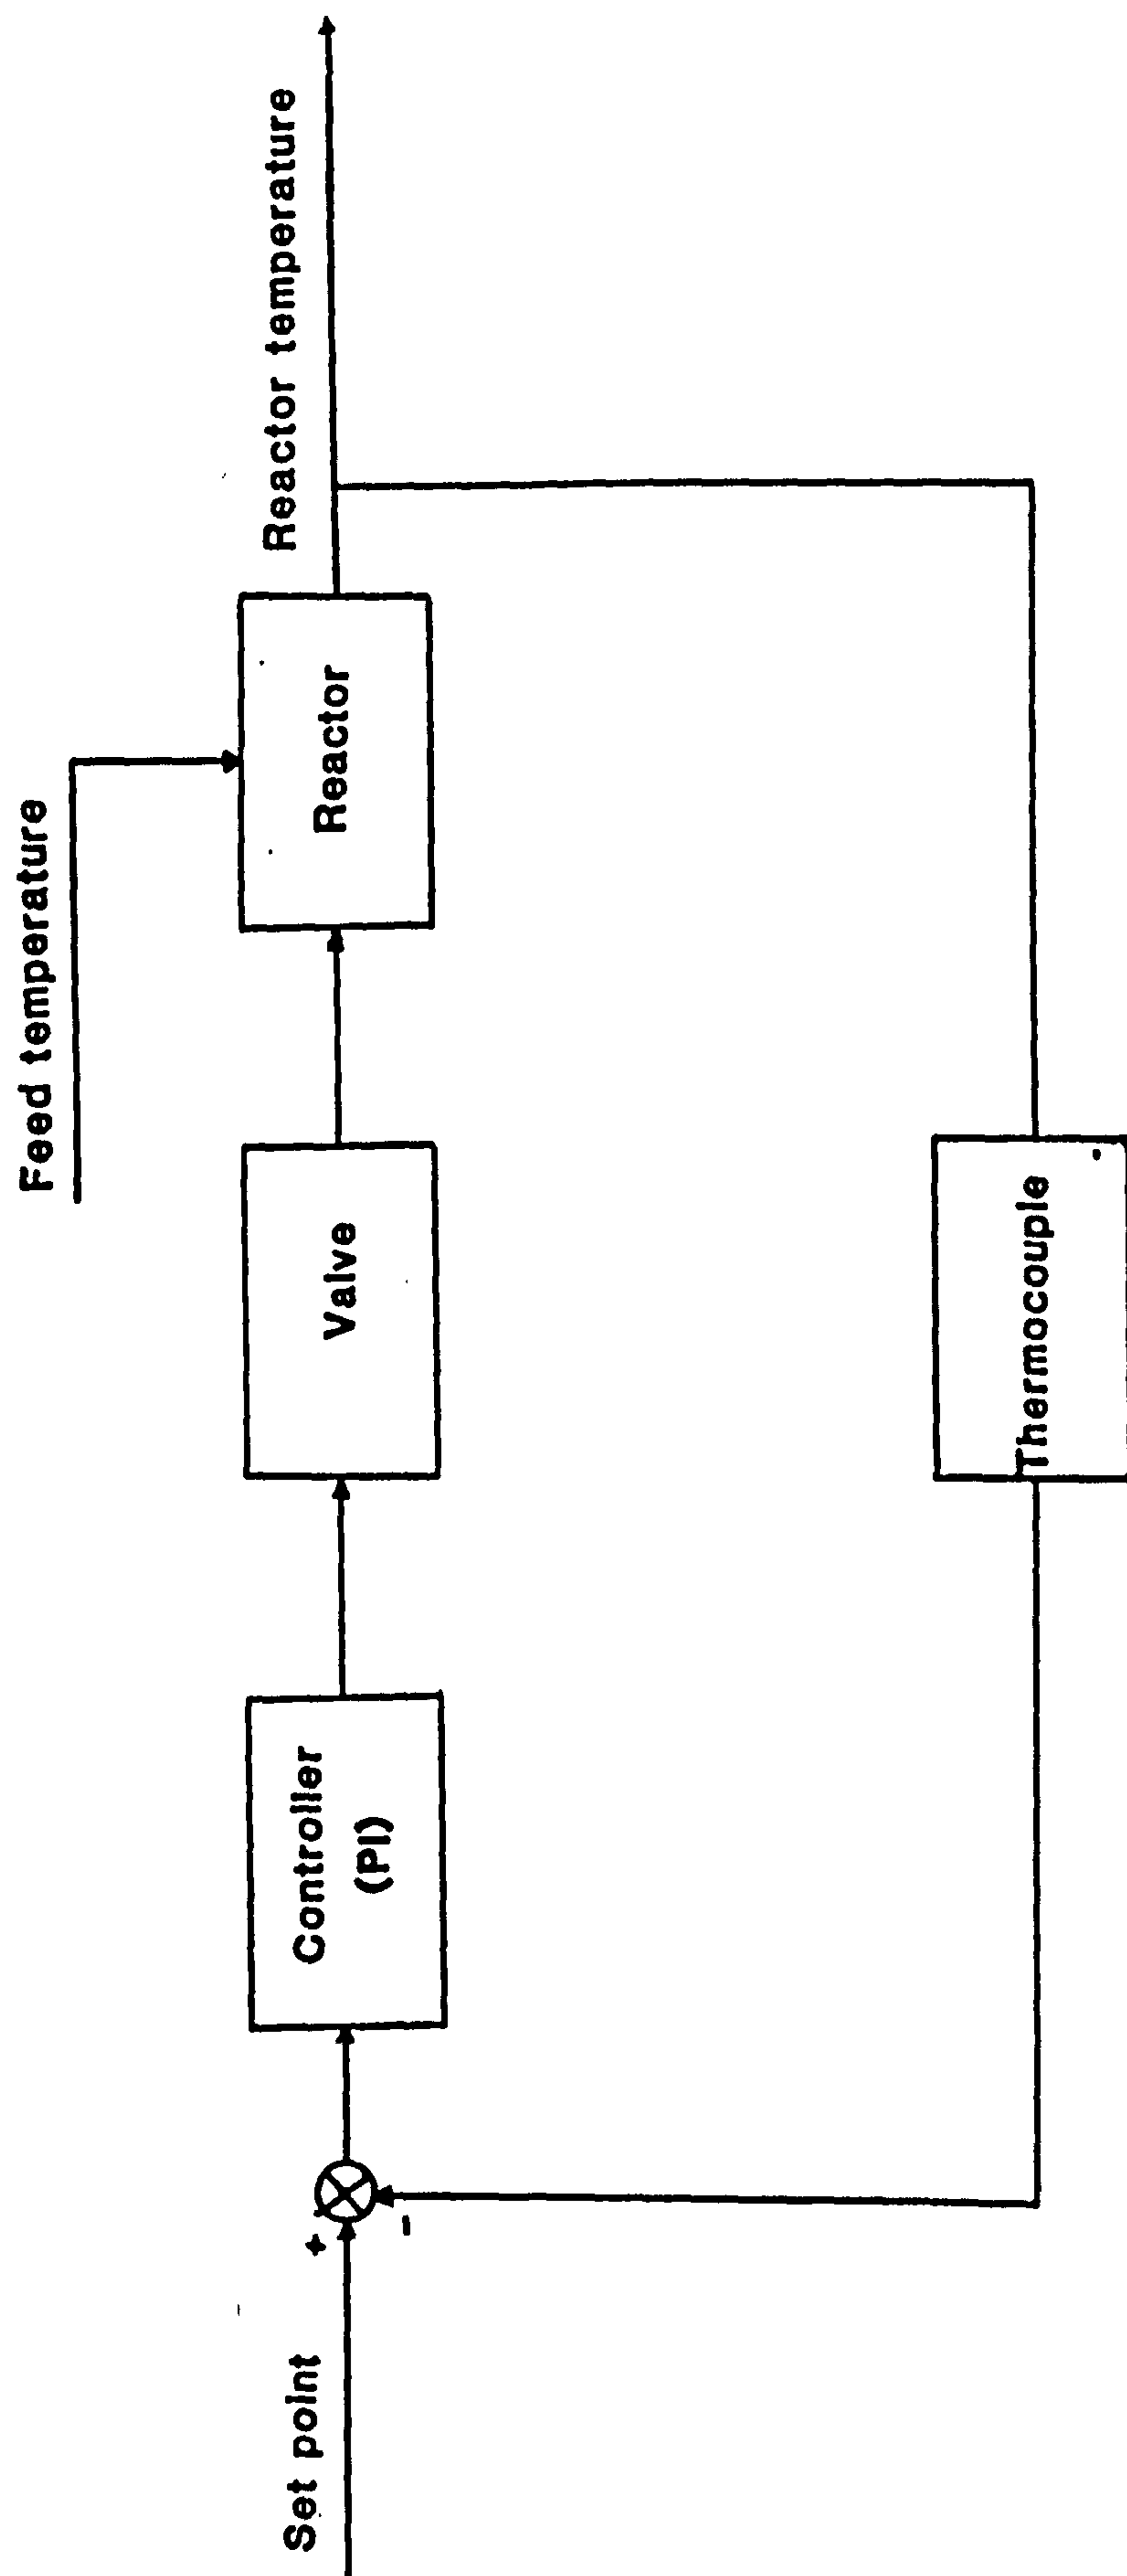 Feed temperature
Set point
+
-
Controller
(PI)
Valve
Reactor
Reactor temperature
Thermocouple